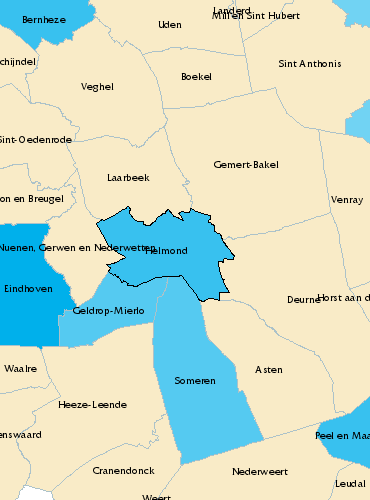 Landerd
Mill en Sint Hubert
Bernheze
Uden
chijndel
Sint Anthonis
Boekel
Veghel
Sint-Oedenrode
Gemert-Bakel
Laarbeek
on en Breugel
Venray
Nuenen, Gerwen en Nederwetten
Helmond
Eindhoven
Deurne
Horst aan d
Geldrop-Mierlo
Waalre
Asten
Someren
Heeze-Leende
enswaard
Peel en Maa
Cranendonck
Nederweert
Leudal
Weert